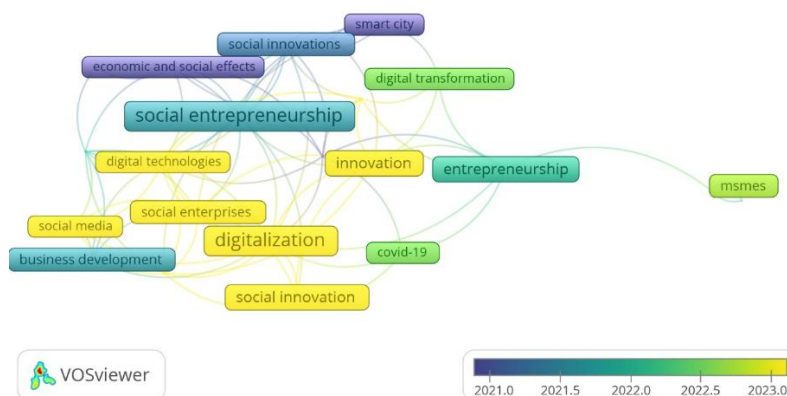 smart city
social innovations
economic and social effects
digital transformation
social entrepreneurship
digital technologies
innovation
entrepreneurship
msmes
social media
social enterprises
digitalization
business development
covid-19
social innovation
VOSviewer
2021.0 2021.5 2022.0 2022.5 2023.0